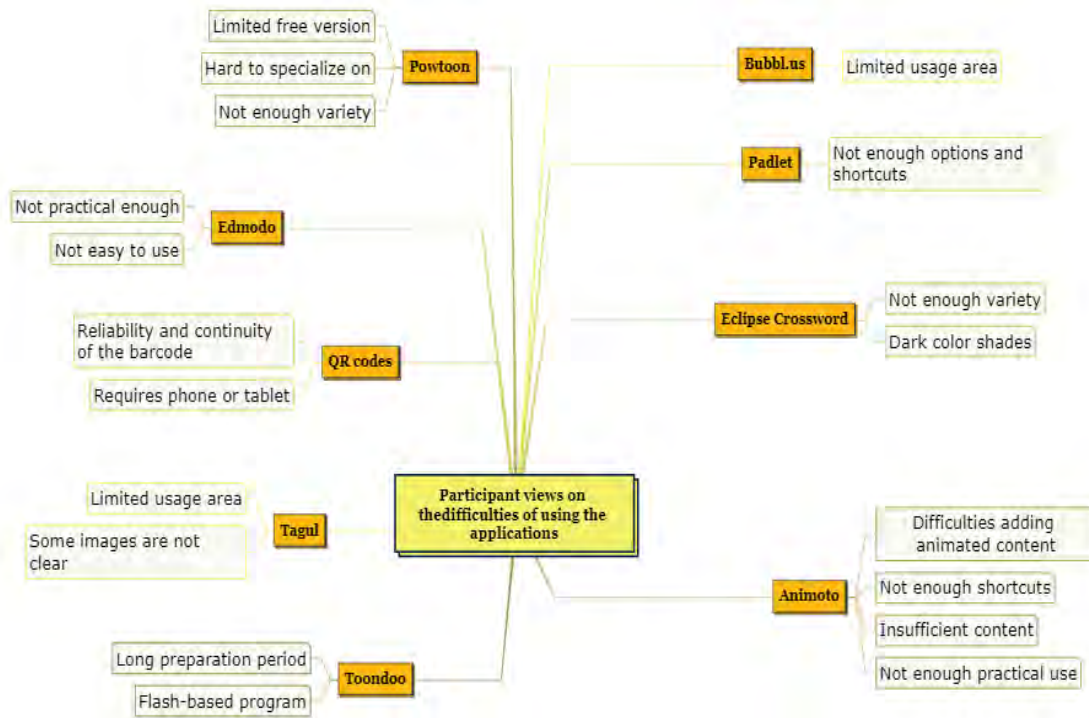 Limited free version
Hard to specialize on
Not enough variety
Powtoon
Bubbl.us
Limited usage area
Padlet
Not enough options and
shortcuts
Not practical enough
Not easy to use
Edmodo
Eclipse Crossword
Not enough variety
Dark color shades
Reliability and continuity
of the barcode
Requires phone or tablet
QR codes
Participant views on
thedifficulties of using the
applications
Limited usage area
Some images are not
clear
Tagul
Animoto
Difficulties adding
animated content
Not enough shortcuts
Insufficient content
Not enough practical use
Long preparation period
Flash-based program
Toondoo